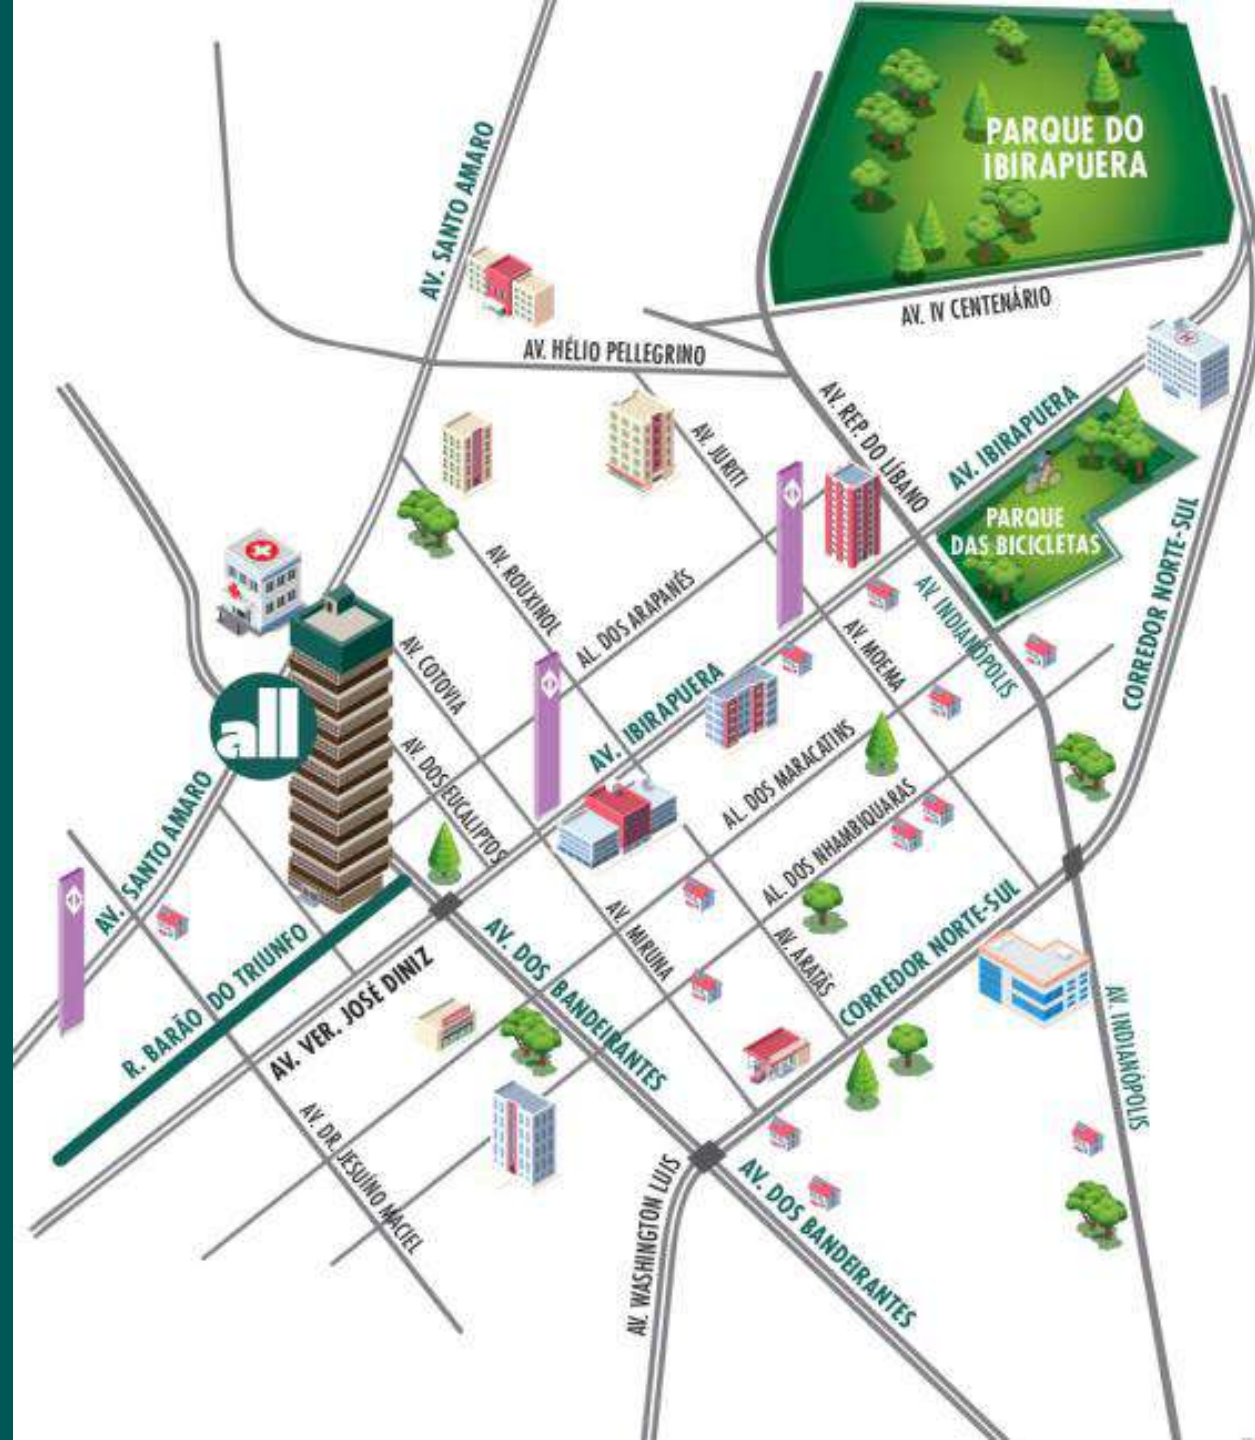 PARQUE DO
IBIRAPUERA
AV. SANTO AMARO
AV. IV CENTENÁRIO
AV. HÉLIO PELLEGRINO
H
AV. REP. DO LÍBANO
AV. IBIRAPUERA
AV. JURITI
PARQUE
DAS BICICLETAS
CORREDOR NORTE-SUL
AV. ROUXINOL
AL. DOS ARAPANÉS
AV. INDIANÓPOLIS
AV. COTOVIA
AV. MOEMA
AV. IBIRAPUERA
all
AV. DOS EUCALIPTOS
AL. DOS MARACATINS
AV. SANTO AMARO
AL. DOS NHAMBIQUARAS
AV. MIRUNA
AV. ARATÃS
CORREDOR NORTE-SUL
R. BARÃO DO TRIUNFO
AV. VER. JOSÉ DINIZ
AV. DOS BANDEIRANTES
AV. INDIANÓPOLIS
AV. DR. JESUÍNO MACIEL
AV. WASHINGTON LUIS
AV. DOS BANDEIRANTES